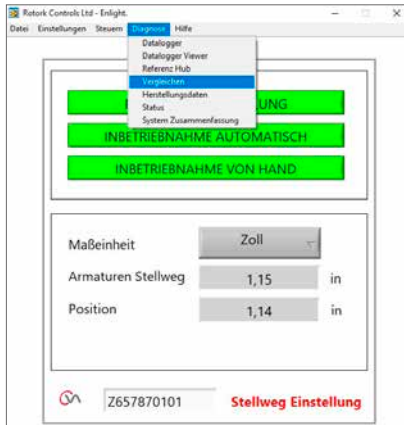 Rotork Controls Ltd - Enlight.
Datei Einstellungen Steuern Diagnose Hilfe
Datalogger
Datalogger Viewer
Referenz Hub
Vergleichen
Herstellungsdaten
Status
System Zusammenfassung
INBETRIEBNAHME AUTOMATISCH
INBETRIEBNAHME VON HAND
Maßeinheit Zoll
Armaturen Stellweg 1,15 in
Position 1,14 in
Z657870101 Stellweg Einstellung